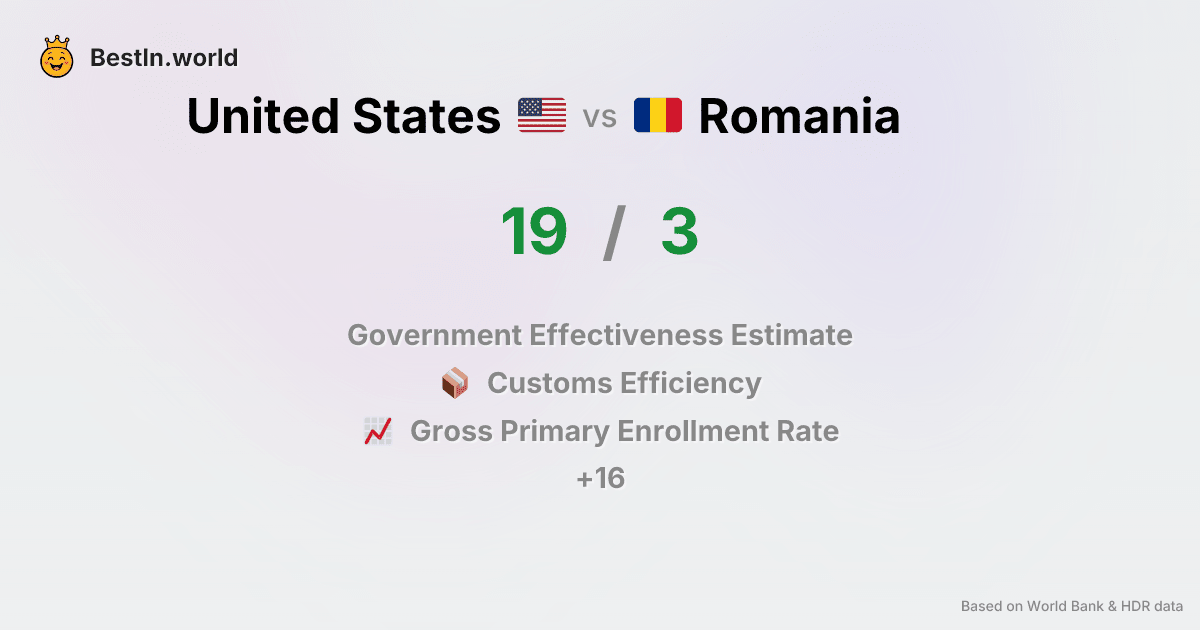 BestIn.world
United States vs Romania
19 / 3
Government Effectiveness Estimate
Customs Efficiency
Gross Primary Enrollment Rate
+16
Based on World Bank & HDR data